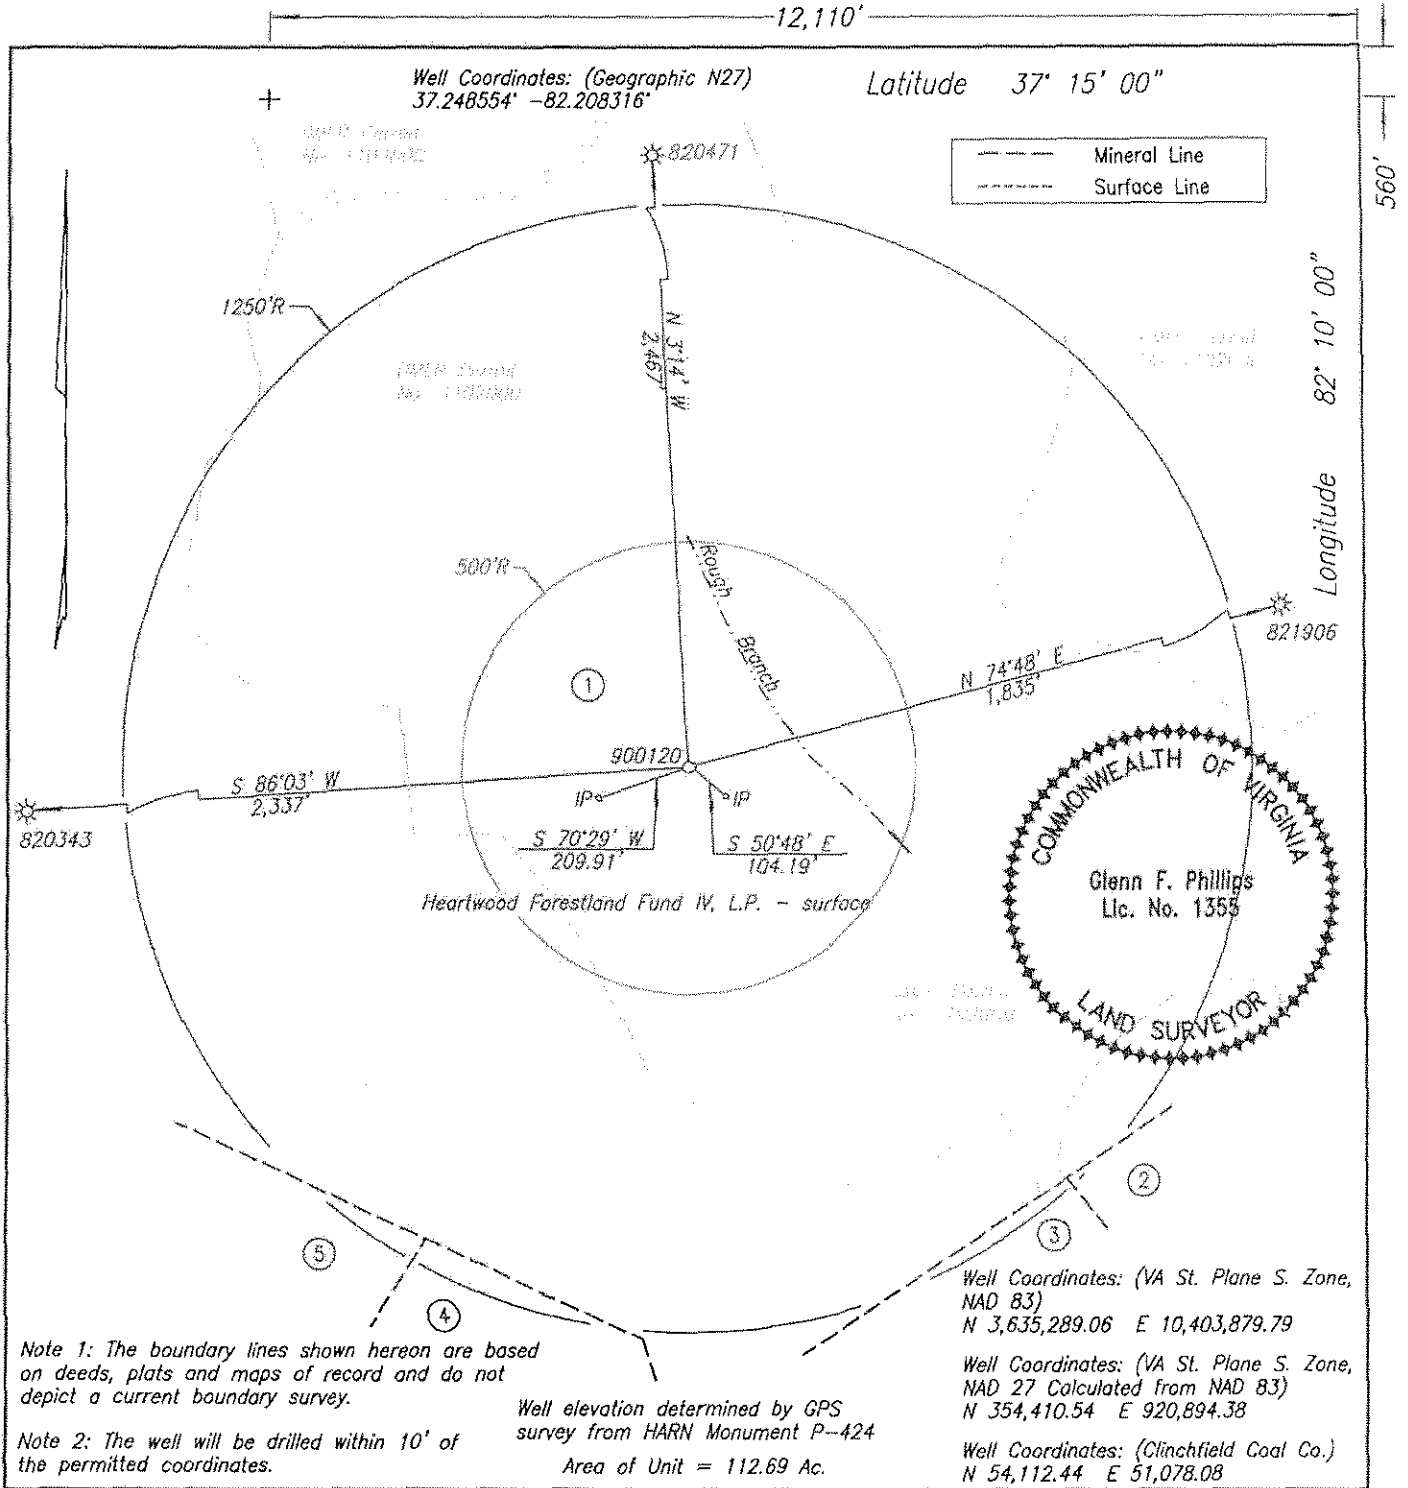 12,110'
Well Coordinates: (Geographic N27)
37.248554° -82.208316°
Latitude 37° 15' 00"
560'
Mineral Line
Surface Line
820471
Longitude 82° 10' 00"
1250'R
N 3°14' W
2,467'
500'R
Rough
Branch
821906
N 74°48' E
1,835'
1
900120
S 86°03' W
2,337'
820343
IP
IP
S 70°29' W
209.91'
S 50°48' E
104.19'
Heartwood Forestland Fund IV, L.P. - surface
COMMONWEALTH OF VIRGINIA
Glenn F. Phillips
Lic. No. 1355
LAND SURVEYOR
2
3
5
4
Well Coordinates: (VA St. Plane S. Zone,
NAD 83)
N 3,635,289.06 E 10,403,879.79
Well Coordinates: (VA St. Plane S. Zone,
NAD 27 Calculated from NAD 83)
N 354,410.54 E 920,894.38
Well Coordinates: (Clinchfield Coal Co.)
N 54,112.44 E 51,078.08
Note 1: The boundary lines shown hereon are based
on deeds, plats and maps of record and do not
depict a current boundary survey.
Note 2: The well will be drilled within 10' of
the permitted coordinates.
Well elevation determined by GPS
survey from HARN Monument P-424
Area of Unit = 112.69 Ac.